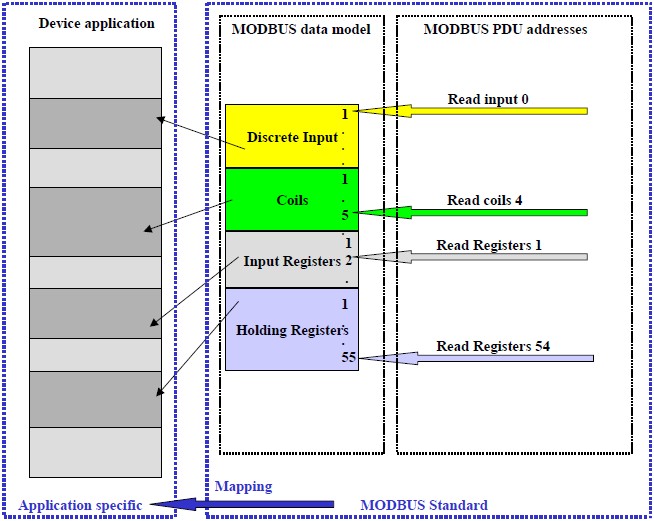 Device application
MODBUS data model
MODBUS PDU addresses
1
.
Discrete Input .
.
Read input 0
1
.
Coils
5
.
Read coils 4
1
Input Registers 2
.
Read Registers 1
1
.
Holding Registers
.
55
Read Registers 54
Mapping
Application specific
MODBUS Standard